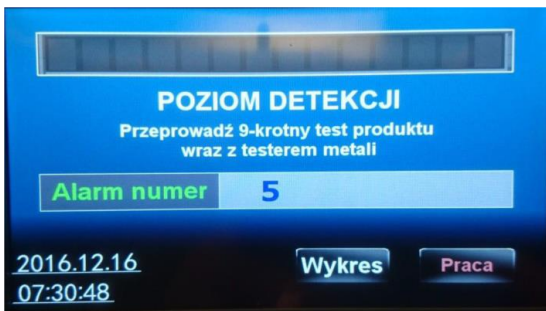 POZIOM DETEKCJI
Przeprowadź 9-krotny test produktu
wraz z testerem metali
Alarm numer 5
2016.12.16
07:30:48
Wykres
Praca